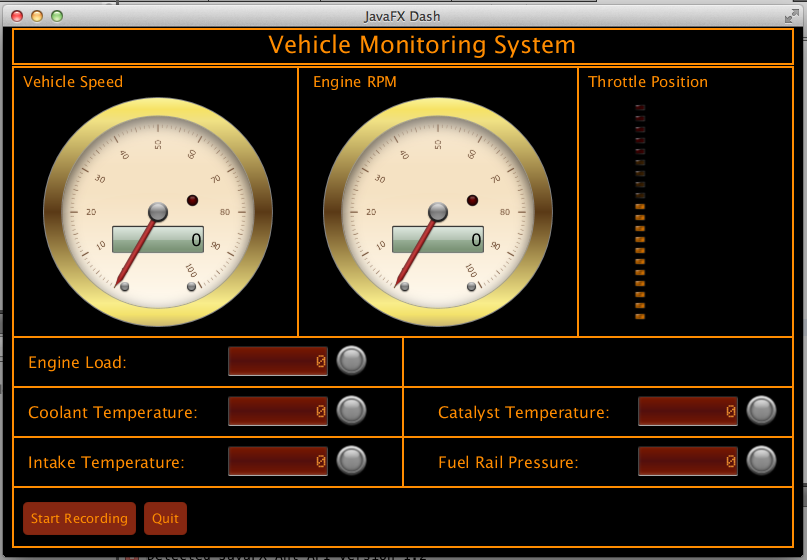 JavaFX Dash
Vehicle Monitoring System
Vehicle Speed
Engine RPM
Throttle Position
10 20 30 40 50 60 70 80 90 100
0
10 20 30 40 50 60 70 80 90 100
0
Engine Load: 0
Coolant Temperature: 0
Catalyst Temperature: 0
Intake Temperature: 0
Fuel Rail Pressure: 0
Start Recording
Quit